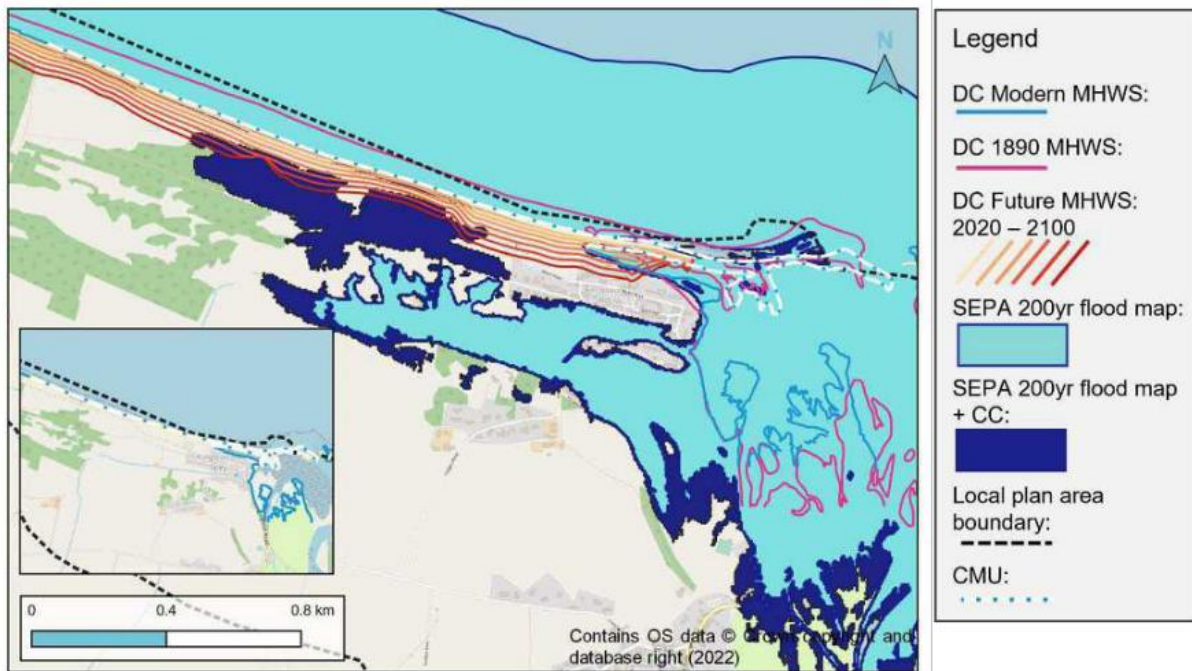 N
0
0.4
0.8 km
Contains OS data © Crown copyright and
database right (2022)
Legend
DC Modern MHWS:
DC 1890 MHWS:
DC Future MHWS:
2020 – 2100
SEPA 200yr flood map:
SEPA 200yr flood map
+ CC:
Local plan area
boundary:
CMU: